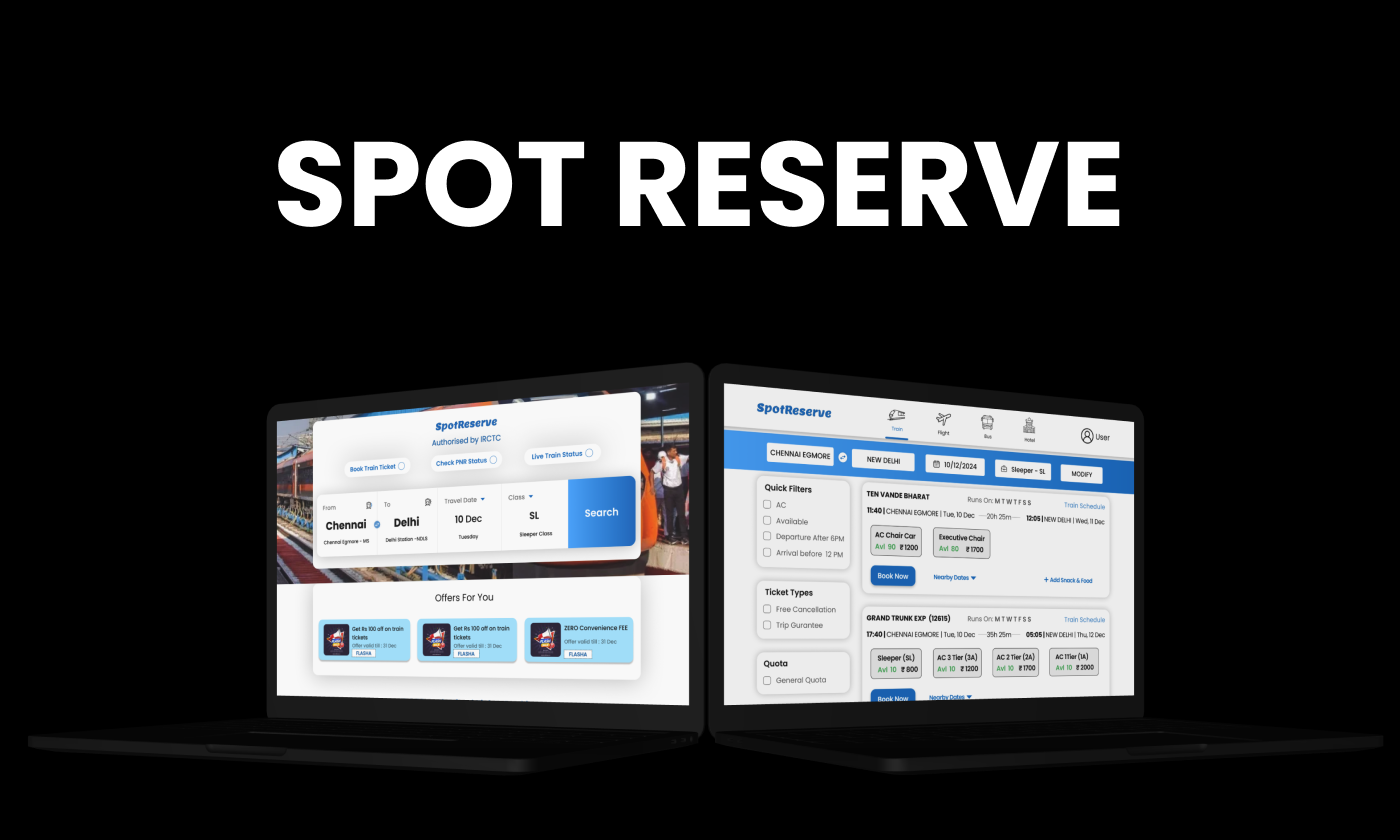 SPOT RESERVE
SpotReserve
Authorised by IRCTC
Book Train Ticket
Check PNR Status
Live Train Status
From To Travel Date Class
Chennai Delhi 10 Dec SL Search
Chennai Egmore - MS Delhi Station -NDLS Tuesday Sleeper Class
Offers For You
Get Rs 100 off on train
tickets
Offer valid till : 31 Dec
FLASHA
Get Rs 100 off on train
tickets
Offer valid till : 31 Dec
FLASHA
ZERO Convenience FEE
Offer valid till : 31 Dec
FLASHA
SpotReserve
Train Flight Bus Hotel
User
CHENNAI EGMORE NEW DELHI 10/12/2024 Sleeper - SL MODIFY
Quick Filters
AC
Available
Departure After 6PM
Arrival before 12 PM
Ticket Types
Free Cancellation
Trip Gurantee
Quota
General Quota
TEN VANDE BHARAT Runs On: M T W T F S S Train Schedule
11:40 | CHENNAI EGMORE | Tue, 10 Dec 20h 25m 12:05 | NEW DELHI | Wed, 11 Dec
AC Chair Car Executive Chair
Avl 90 ₹ 1200 Avl 80 ₹ 1700
Book Now Nearby Dates + Add Snack & Food
GRAND TRUNK EXP (12615) Runs On: M T W T F S S Train Schedule
17:40 | CHENNAI EGMORE | Tue, 10 Dec 35h 25m 05:05 | NEW DELHI | Thu, 12 Dec
Sleeper (SL) AC 3 Tier (3A) AC 2 Tier (2A) AC 1Tier (1A)
Avl 10 ₹ 800 Avl 10 ₹ 1200 Avl 10 ₹ 1700 Avl 10 ₹ 2000
Book Now Nearby Dates